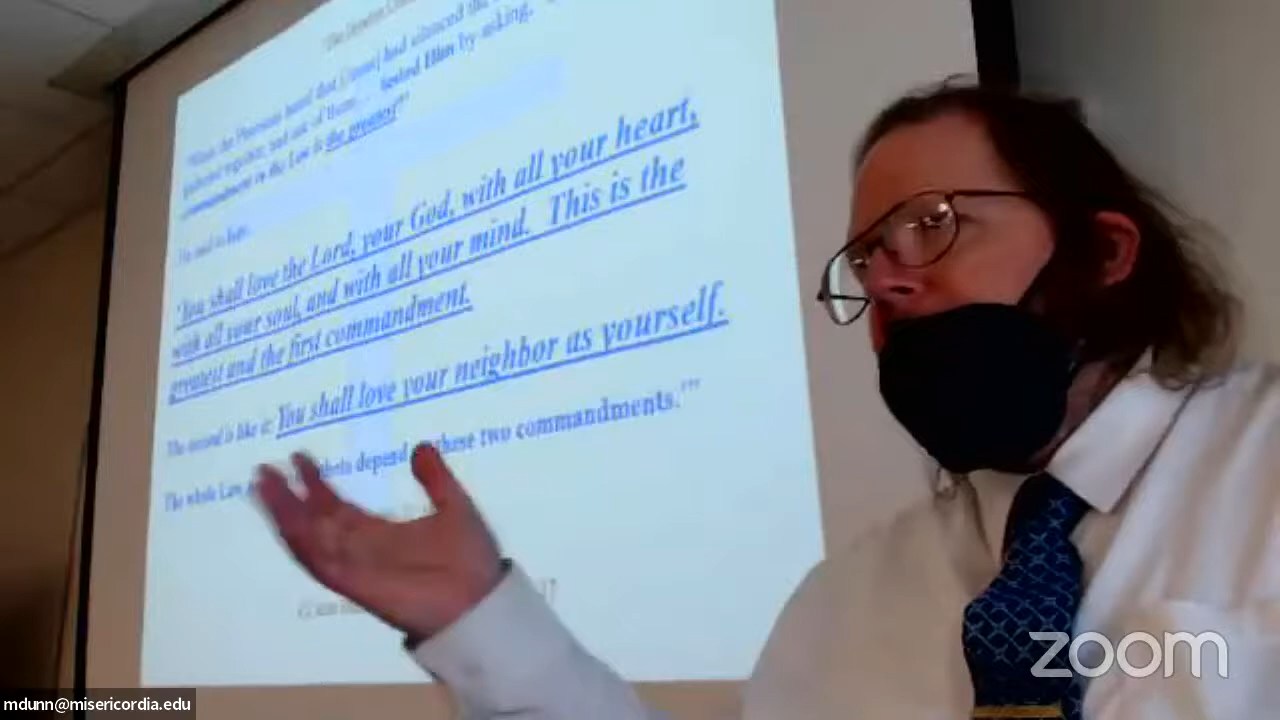 "When the Pharisees heard that [Jesus] had silenced the
gathered together, and one of them . . . tested Him by asking,
commandment in the Law is the greatest?'
He said to him,
'You shall love the Lord, your God, with all your heart,
with all your soul, and with all your mind. This is the
greatest and the first commandment.
The second is like it: You shall love your neighbor as yourself.
The whole Law depend these two commandments.'"
zoom
mdunn@misericordia.edu